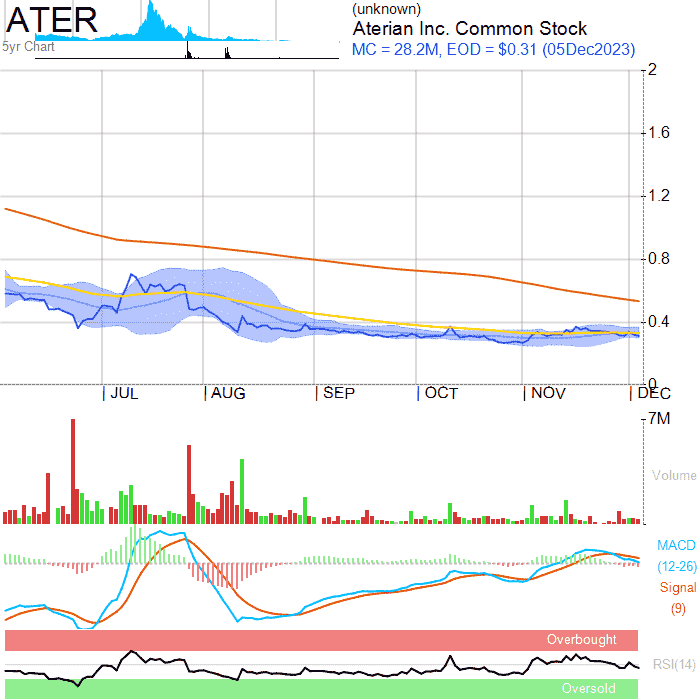 ATER
5yr Chart
(unknown)
Aterian Inc. Common Stock
MC = 28.2M, EOD = $0.31 (05Dec2023)
2
1.6
1.2
0.8
0.4
0
JUL AUG SEP OCT NOV DEC
7M
Volume
MACD
(12-26)
Signal
(9)
Overbought
RSI(14)
Oversold